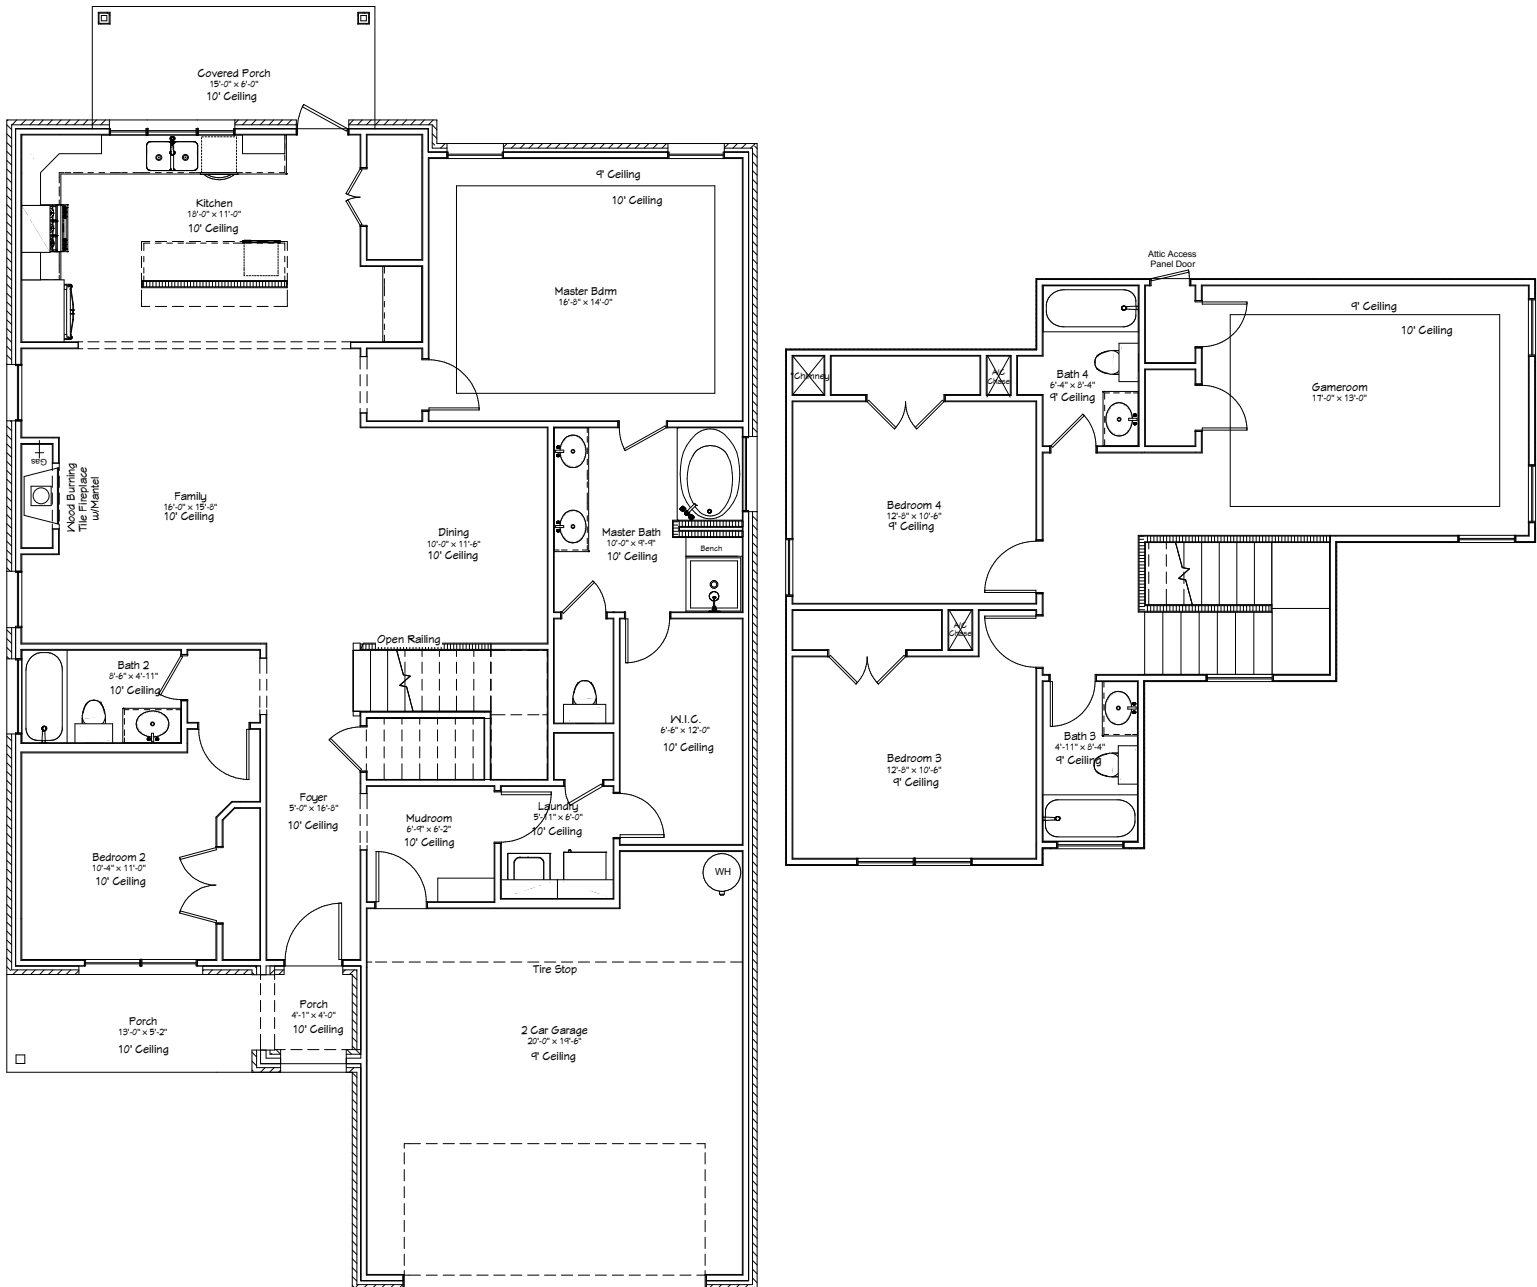 Covered Porch
15'-0" x 6'-0"
10' Ceiling
Kitchen
18'-0" x 11'-0"
10' Ceiling
9' Ceiling
10' Ceiling
Master Bdrm
16'-8" x 14'-0"
Gas
Wood Burning
Tile Fireplace
w/Mantel
Family
16'-0" x 15'-8"
10' Ceiling
Dining
10'-0" x 11'-6"
10' Ceiling
Master Bath
10'-0" x 9'-9"
10' Ceiling
Bench
Open Railing
Bath 2
8'-6" x 4'-11"
10' Ceiling
W.I.C.
6'-6" x 12'-0"
10' Ceiling
Foyer
5'-0" x 16'-8"
10' Ceiling
Mudroom
6'-9" x 6'-2"
10' Ceiling
Laundry
5'-11" x 6'-0"
10' Ceiling
Bedroom 2
10'-4" x 11'-0"
10' Ceiling
WH
Tire Stop
Porch
4'-1" x 4'-0"
10' Ceiling
Porch
13'-0" x 5'-2"
10' Ceiling
2 Car Garage
20'-0" x 19'-6"
9' Ceiling
Attic Access
Panel Door
9' Ceiling
10' Ceiling
Gameroom
17'-0" x 13'-0"
"Chimney
A/C
Chase
Bath 4
6'-4" x 8'-4"
9' Ceiling
Bedroom 4
12'-8" x 10'-6"
9' Ceiling
A/C
Chase
Bedroom 3
12'-8" x 10'-6"
9' Ceiling
Bath 3
4'-11" x 8'-4"
9' Ceiling